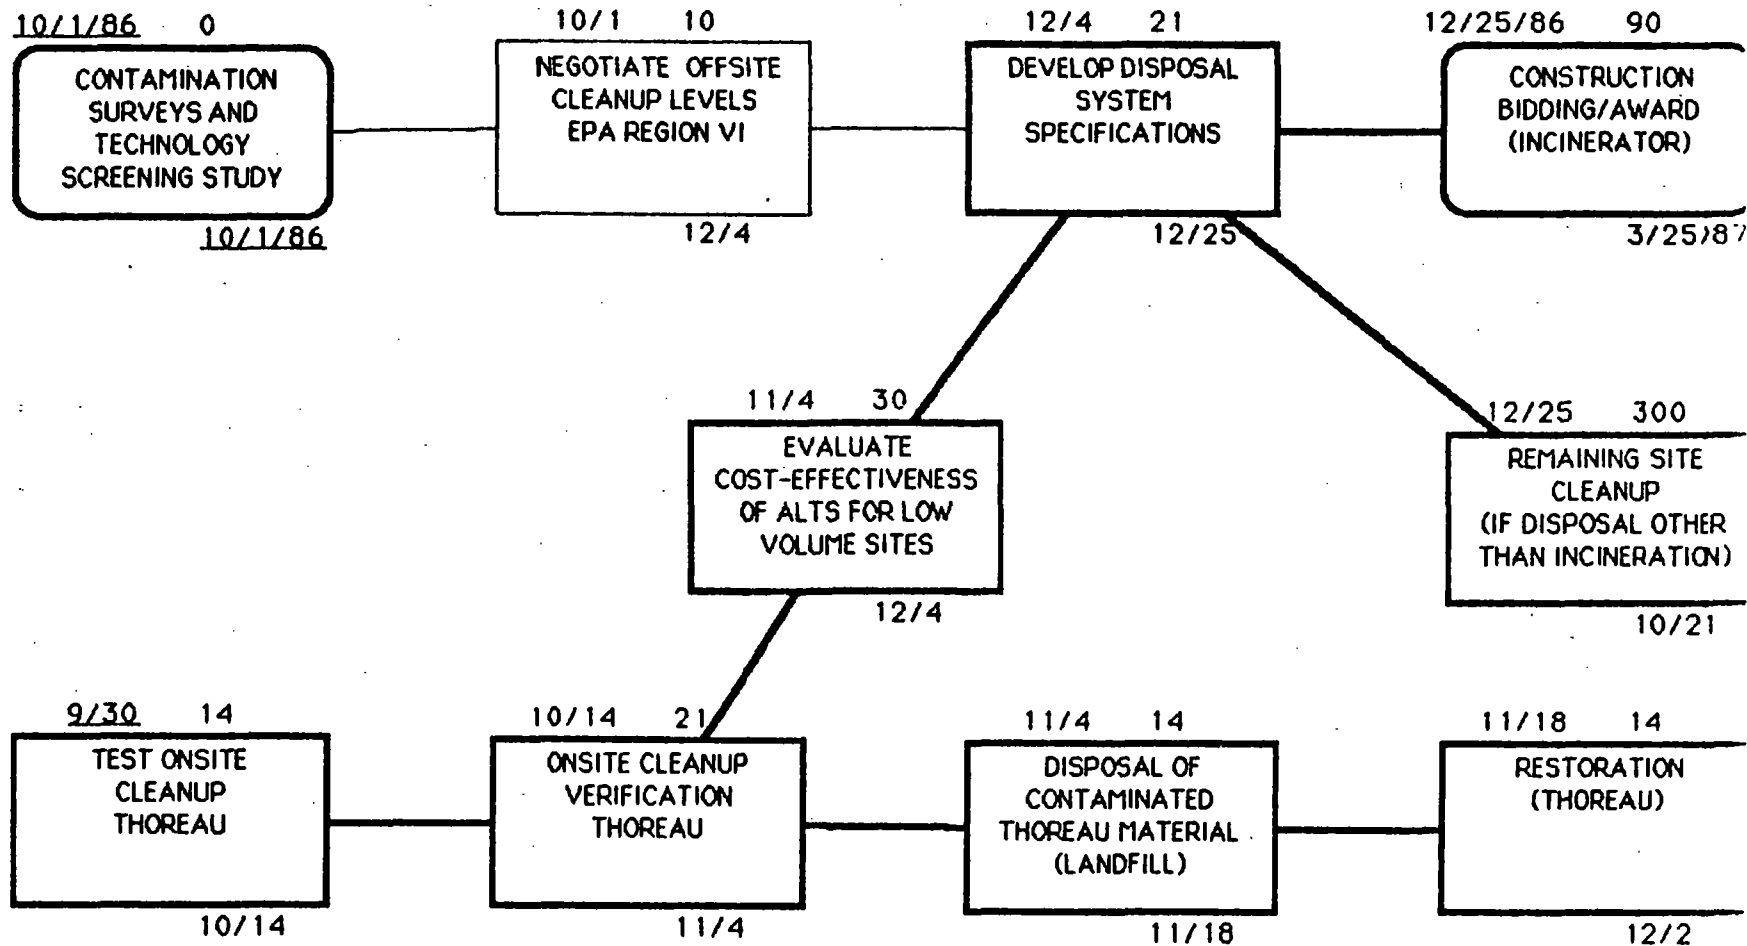 10/1/86 0
CONTAMINATION
SURVEYS AND
TECHNOLOGY
SCREENING STUDY
10/1/86
10/1 10
NEGOTIATE OFFSITE
CLEANUP LEVELS
EPA REGION VI
12/4
12/4 21
DEVELOP DISPOSAL
SYSTEM
SPECIFICATIONS
12/25
12/25/86 90
CONSTRUCTION
BIDDING/AWARD
(INCINERATOR)
3/25/87
11/4 30
EVALUATE
COST-EFFECTIVENESS
OF ALTS FOR LOW
VOLUME SITES
12/4
12/25 300
REMAINING SITE
CLEANUP
(IF DISPOSAL OTHER
THAN INCINERATION)
10/21
9/30 14
TEST ONSITE
CLEANUP
THOREAU
10/14
10/14 21
ONSITE CLEANUP
VERIFICATION
THOREAU
11/4
11/4 14
DISPOSAL OF
CONTAMINATED
THOREAU MATERIAL
(LANDFILL)
11/18
11/18 14
RESTORATION
(THOREAU)
12/2